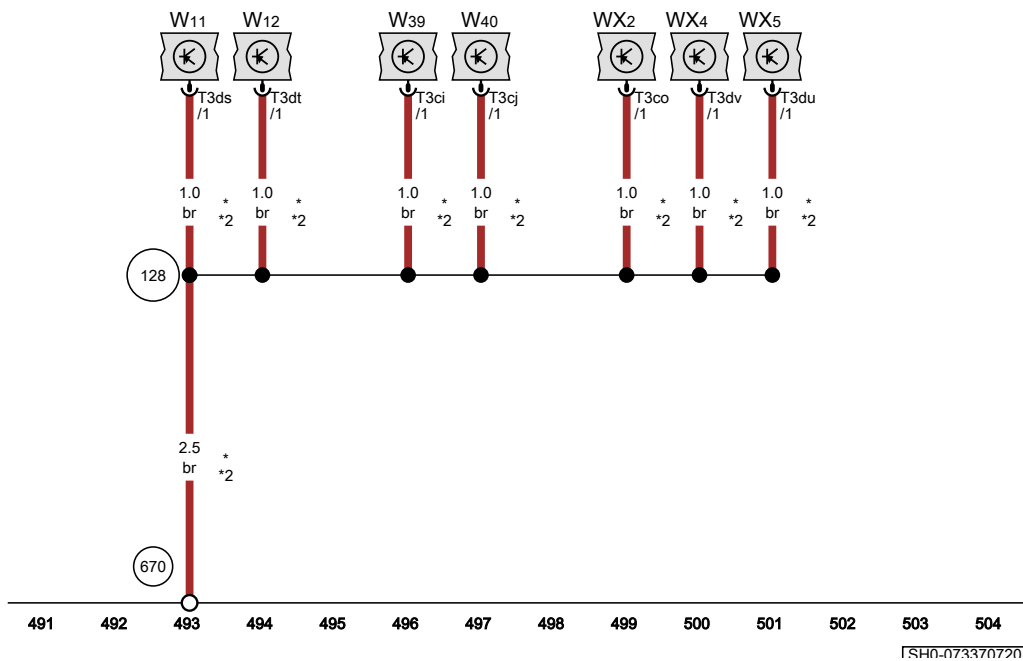 W11 W12 W39 W40 WX2 WX4 WX5
T3ds T3dt T3ci T3cj T3co T3dv T3du
/1 /1 /1 /1 /1 /1 /1
1.0 1.0 1.0 1.0 1.0 1.0 1.0
br * br * br * br * br * br * br *
*2 *2 *2 *2 *2 *2 *2
128
2.5
br *
*2
670
491 492 493 494 495 496 497 498 499 500 501 502 503 504
SH0-073370720